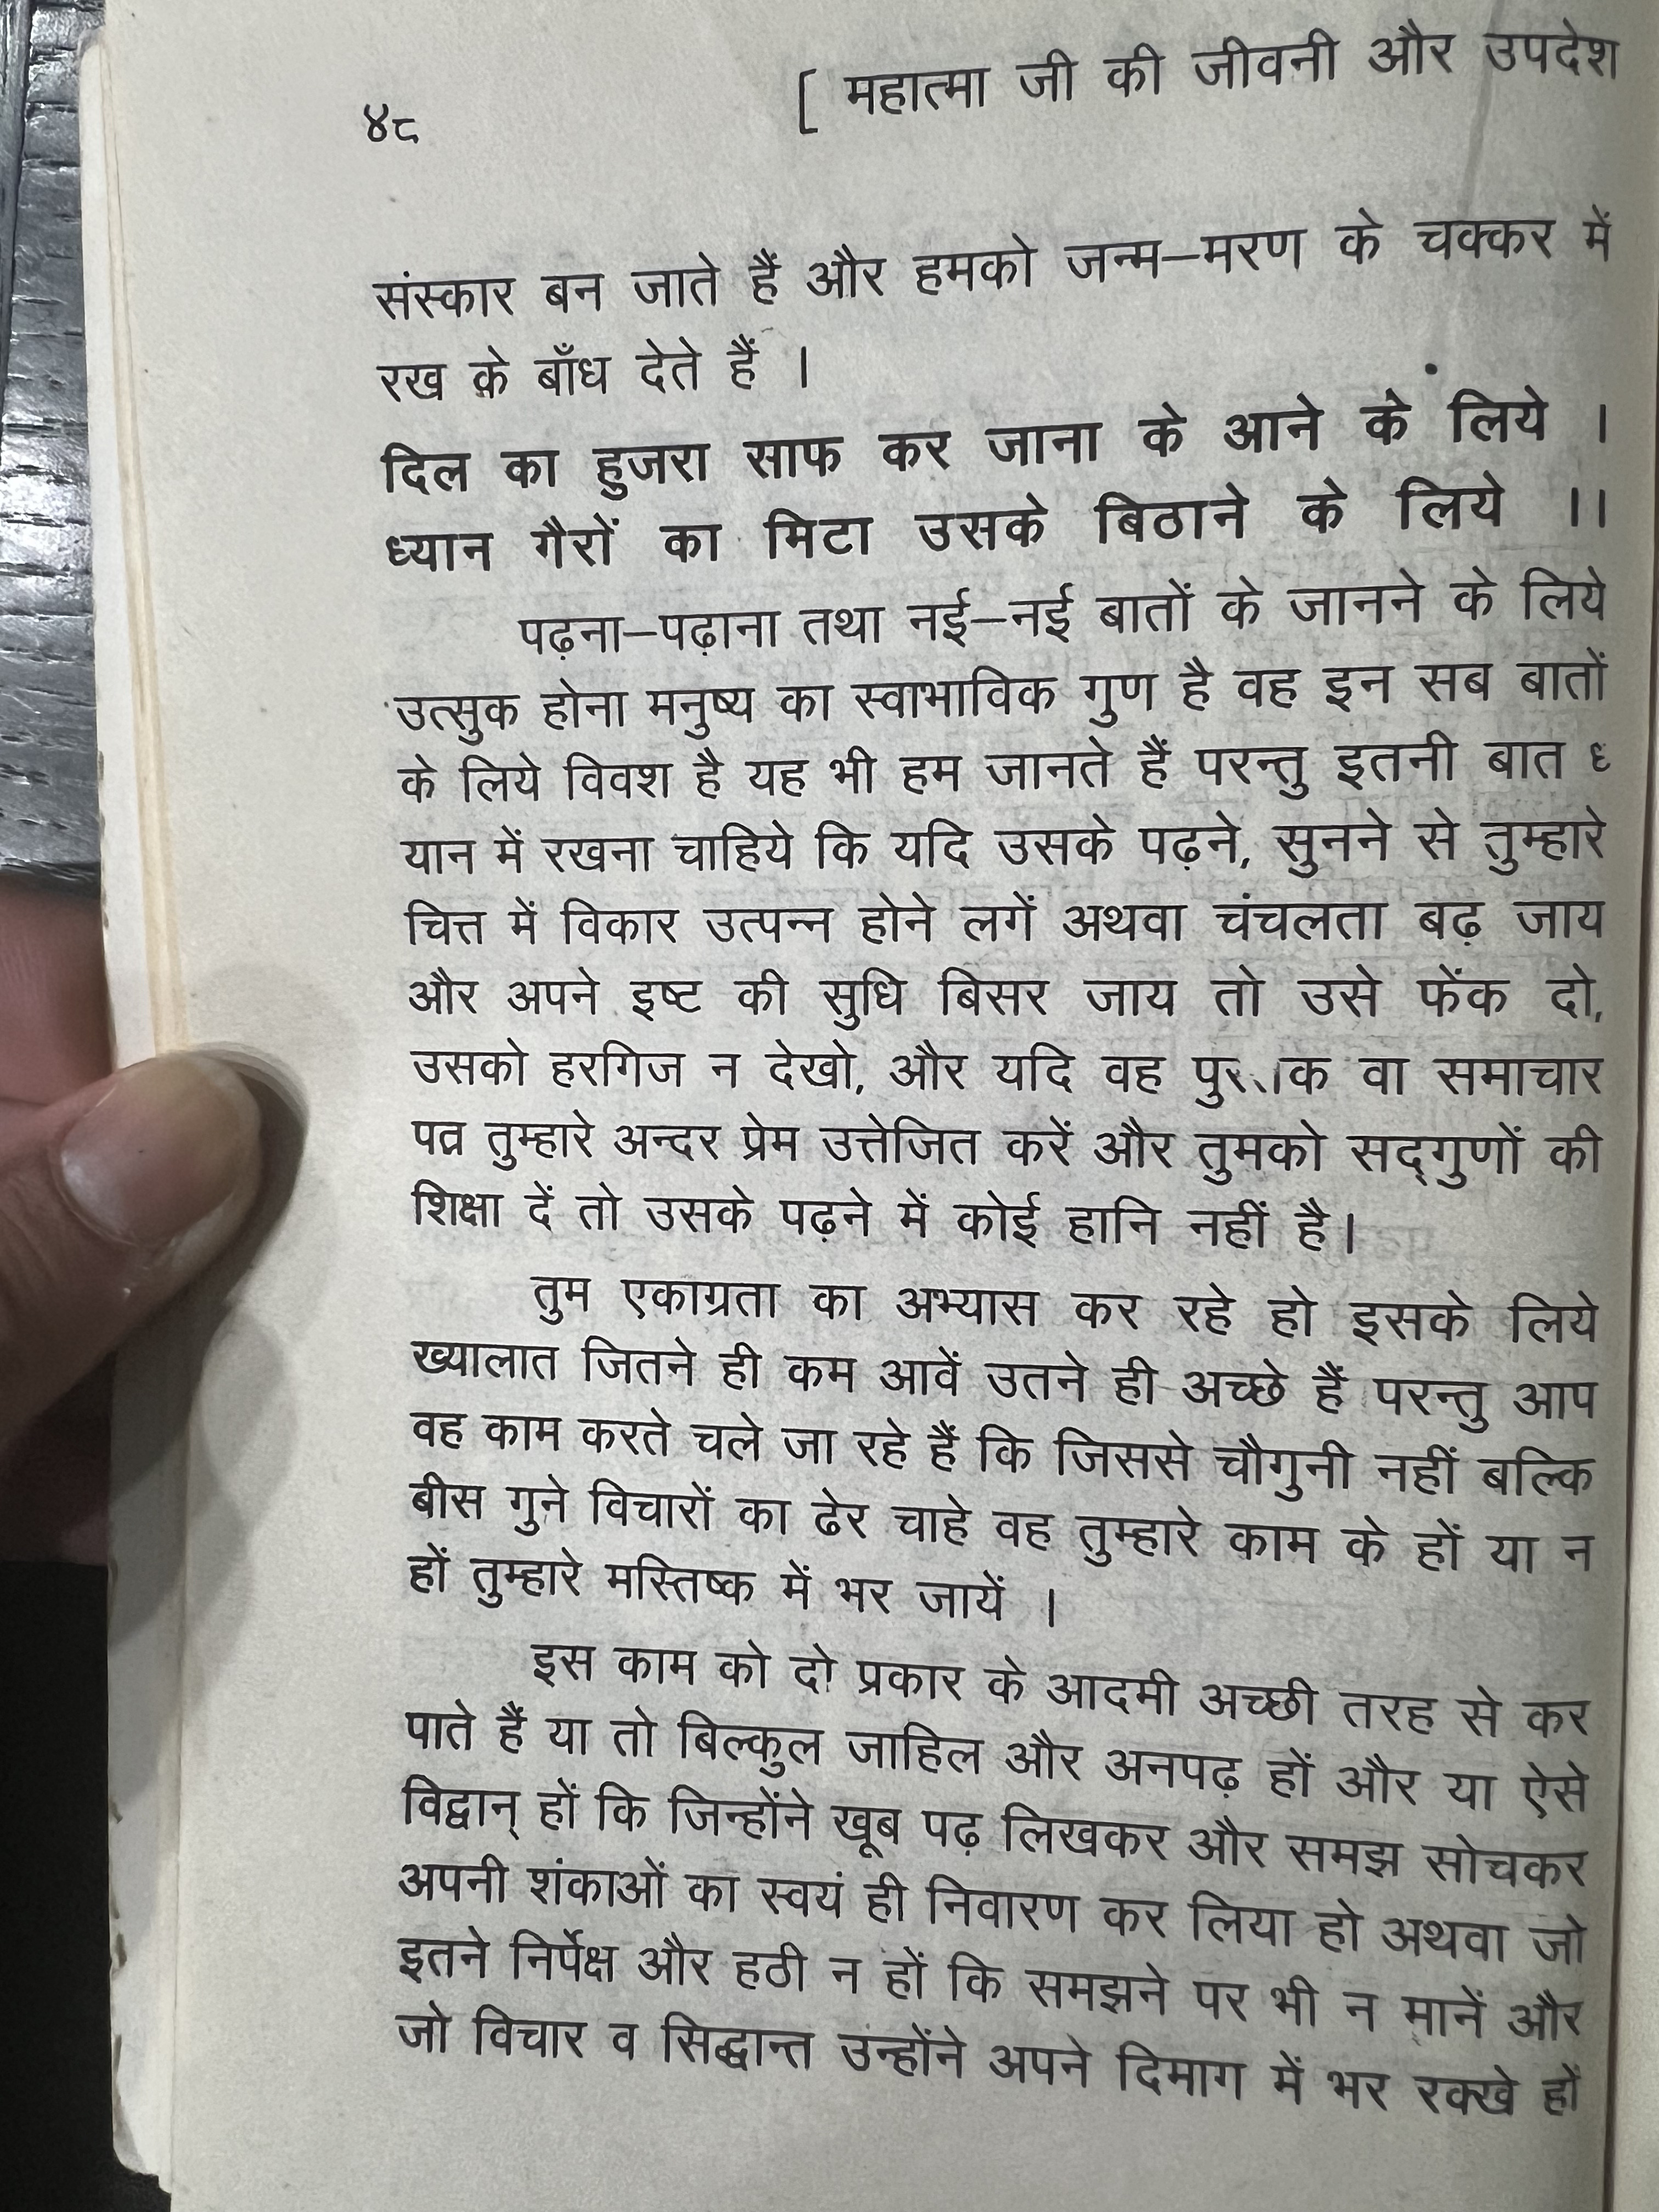 ४८ [ महात्मा जी की जीवनी और उपदेश
संस्कार बन जाते हैं और हमको जन्म–मरण के चक्कर में
रख के बाँध देते हैं ।
दिल का हुजरा साफ कर जाना के आने के लिये ।
ध्यान गैरों का मिटा उसके बिठाने के लिये ।।
पढ़ना–पढ़ाना तथा नई–नई बातों के जानने के लिये
उत्सुक होना मनुष्य का स्वाभाविक गुण है वह इन सब बातों
के लिये विवश है यह भी हम जानते हैं परन्तु इतनी बात ध्
यान में रखना चाहिये कि यदि उसके पढ़ने, सुनने से तुम्हारे
चित्त में विकार उत्पन्न होने लगें अथवा चंचलता बढ़ जाय
और अपने इष्ट की सुधि बिसर जाय तो उसे फेंक दो,
उसको हरगिज न देखो, और यदि वह वा समाचार
पत्र तुम्हारे अन्दर प्रेम उत्तेजित करें और तुमको सद्‌गुणों की
शिक्षा दें तो उसके पढ़ने में कोई हानि नहीं है।
तुम एकाग्रता का अभ्यास कर रहे हो इसके लिये
ख्यालात जितने ही कम आवें उतने ही अच्छे हैं परन्तु आप
वह काम करते चले जा रहे हैं कि जिससे चौगुनी नहीं बल्कि
बीस गुने विचारों का ढेर चाहे वह तुम्हारे काम के हों या न
हों तुम्हारे मस्तिष्क में भर जायें ।
इस काम को दो प्रकार के आदमी अच्छी तरह से कर
पाते हैं या तो बिल्कुल जाहिल और अनपढ़ हों और या ऐसे
विद्वान् हों कि जिन्होंने खूब पढ़ लिखकर और समझ सोचकर
अपनी शंकाओं का स्वयं ही निवारण कर लिया हो अथवा जो
इतने निर्पेक्ष और हठी न हों कि समझने पर भी न मानें और
जो विचार व सिद्धान्त उन्होंने अपने दिमाग में भर रक्खे हों